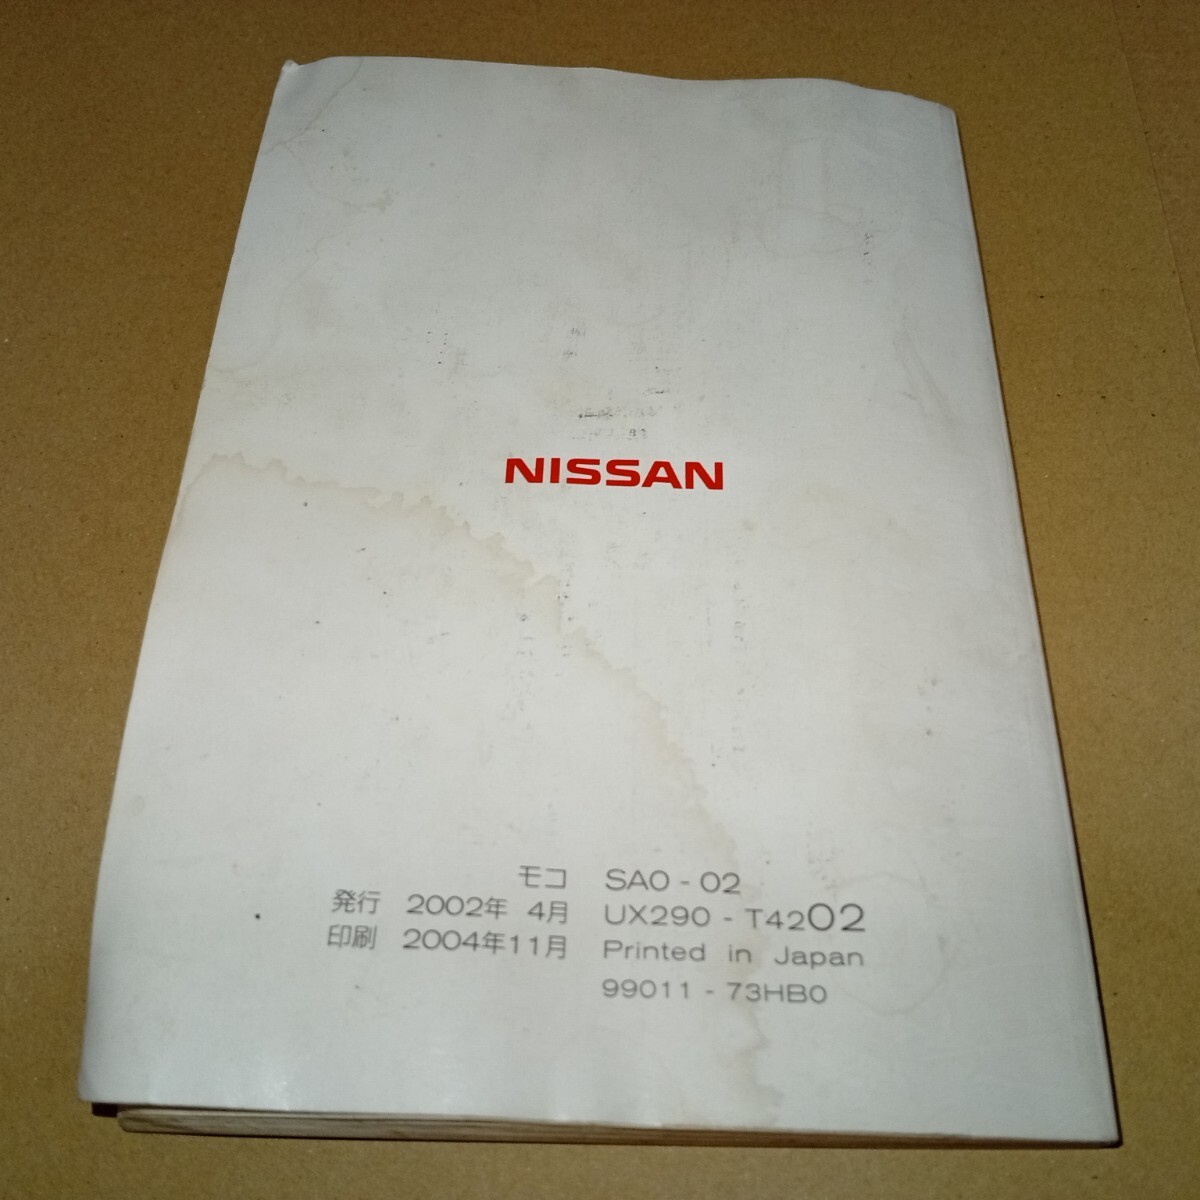 NISSAN
モコ SA0 - 02
発行 2002年 4月 UX290 - T4202
印刷 2004年11月 Printed in Japan
99011 - 73HB0